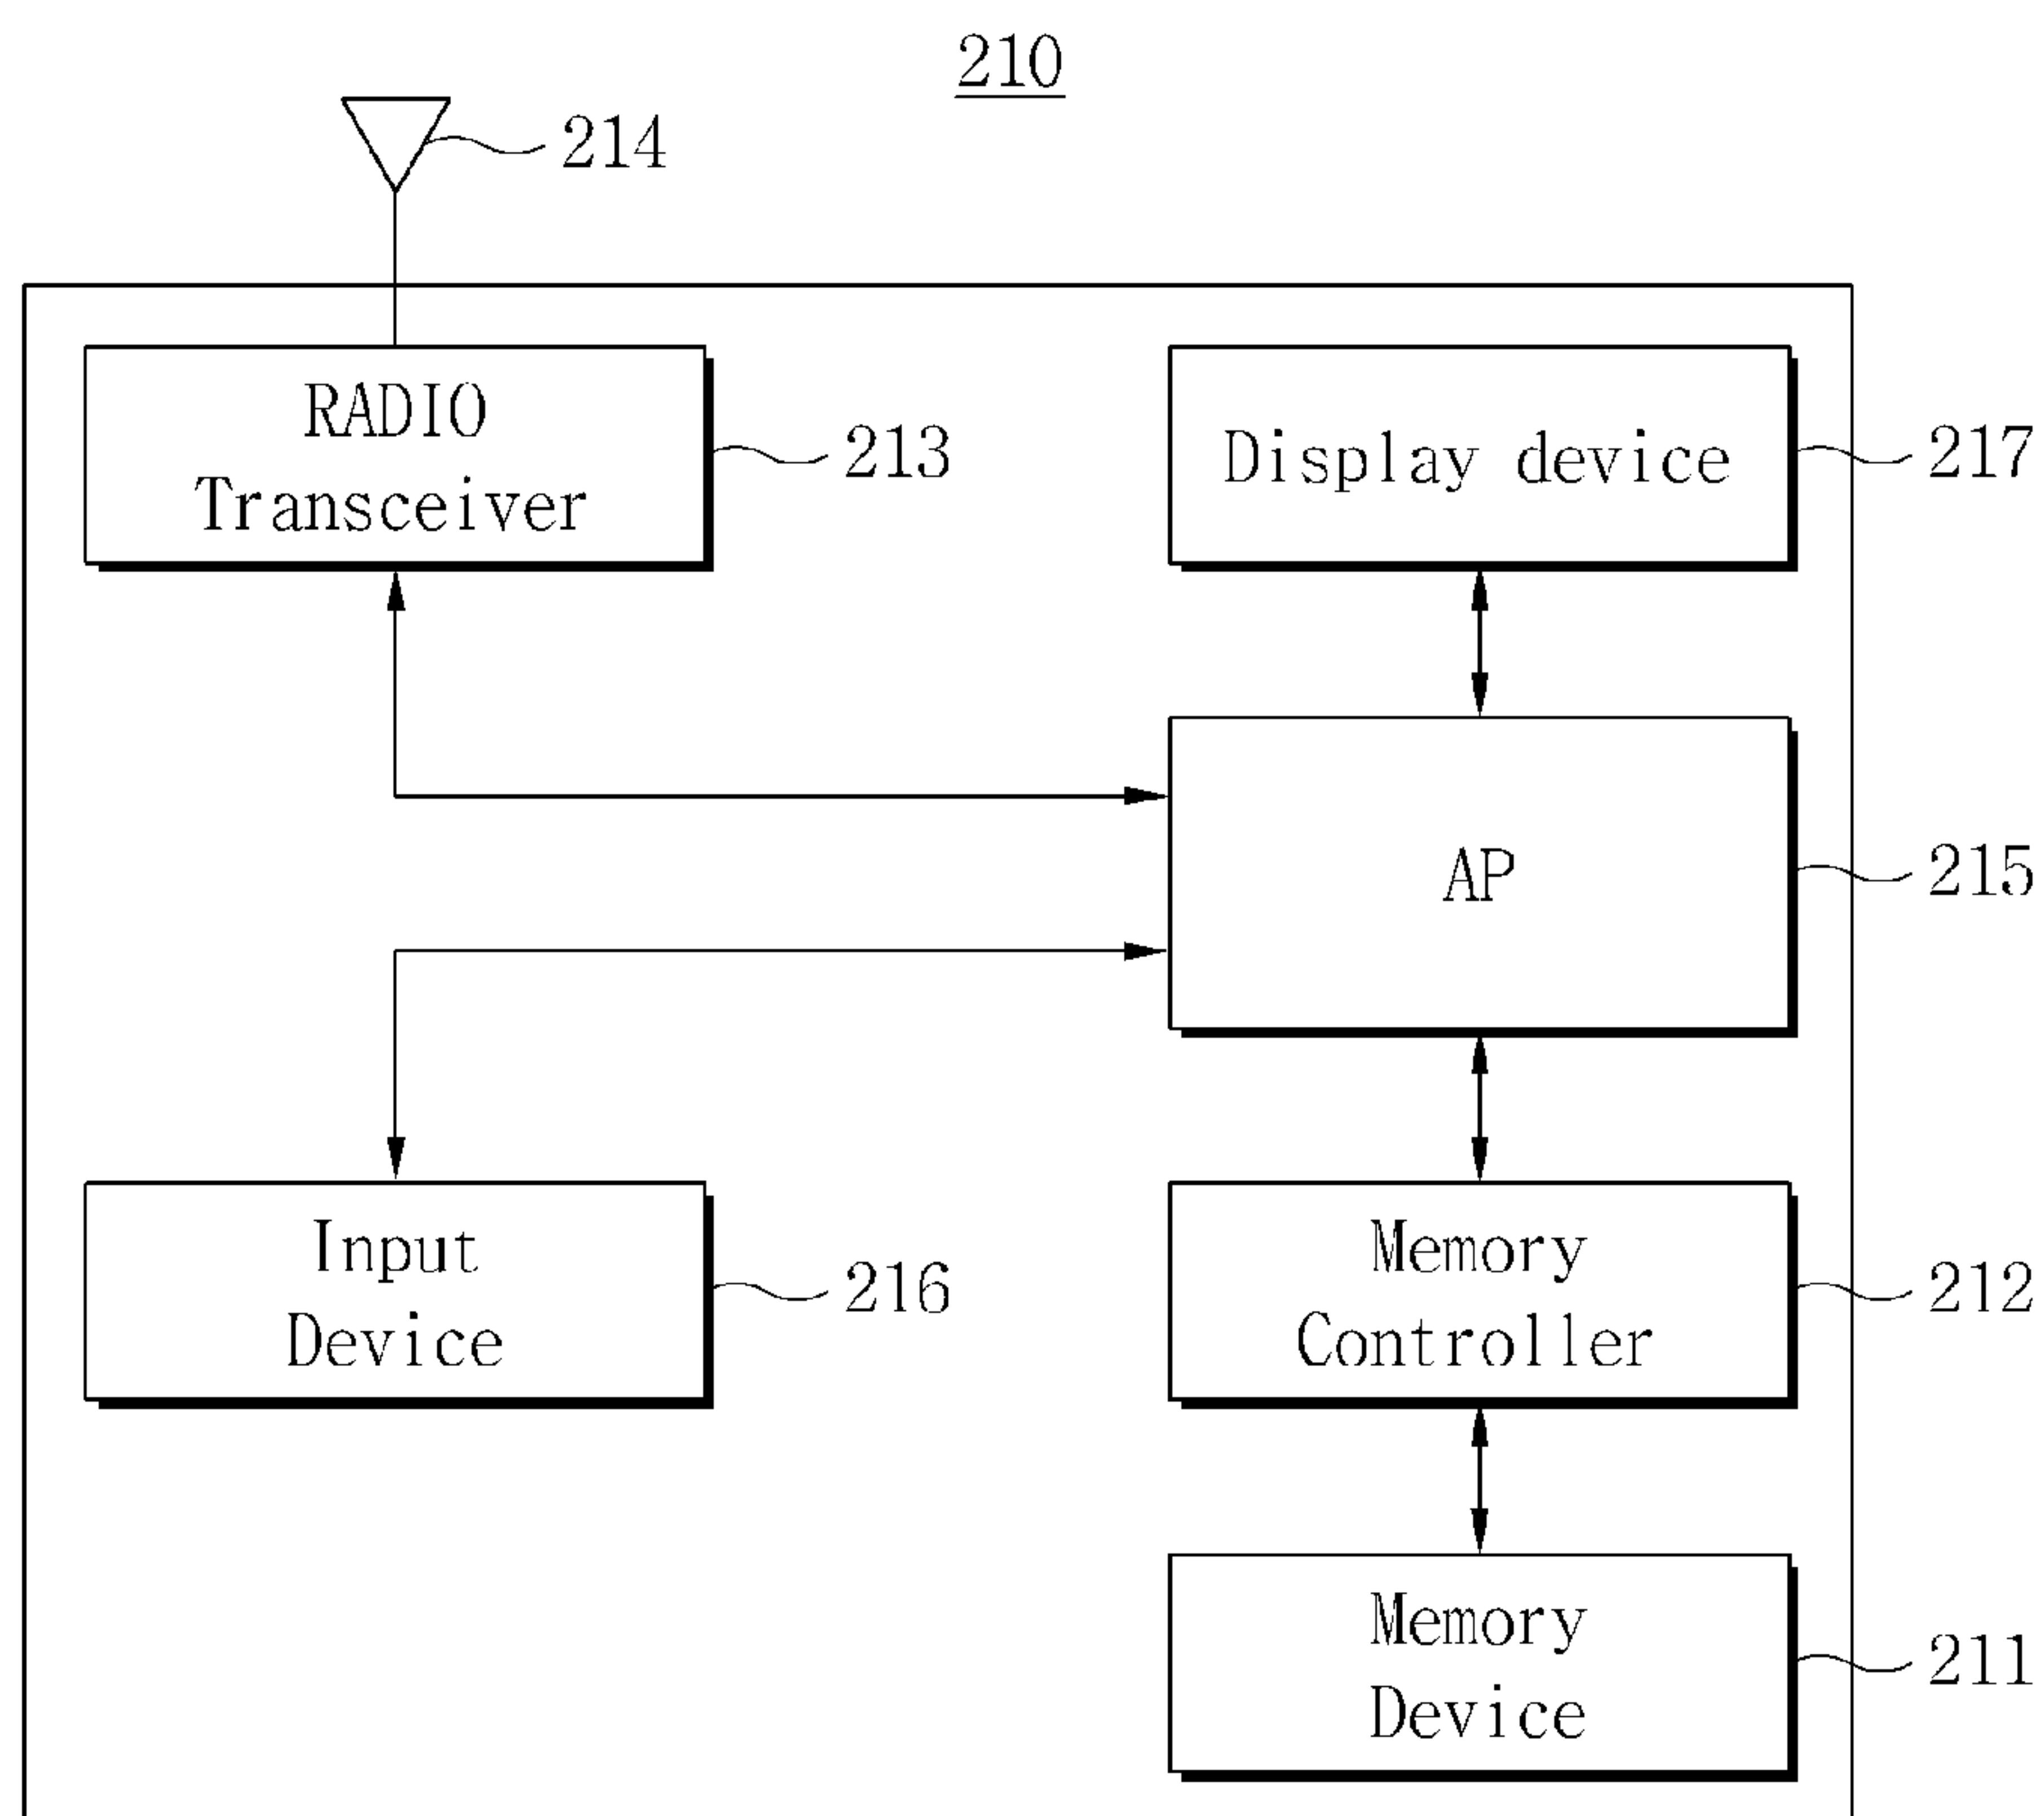 210
214
RADIO
Transceiver
213
Display device
217
AP
215
Input
Device
216
Memory
Controller
212
Memory
Device
211